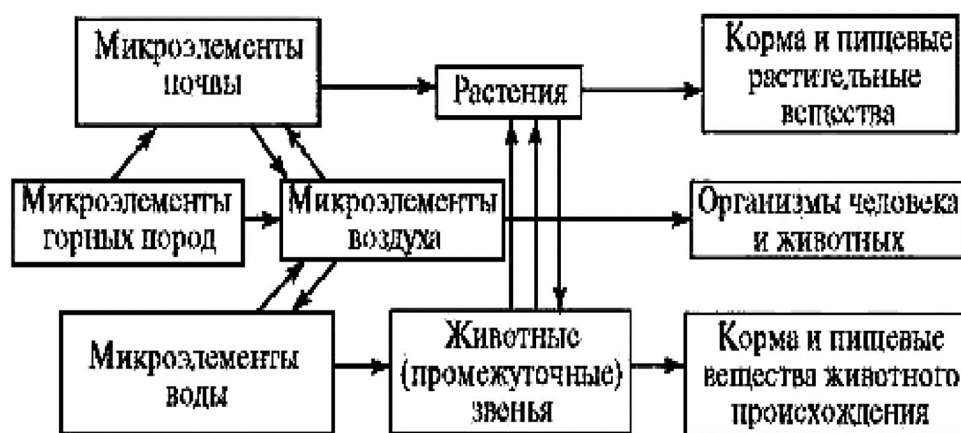 Микроэлементы
почвы
Растения
Корма и пищевые
растительные
вещества
Микроэлементы
горных пород
Микроэлементы
воздуха
Организмы человека
и животных
Микроэлементы
воды
Животные
(промежуточные)
звенья
Корма и пищевые
вещества животного
происхождения